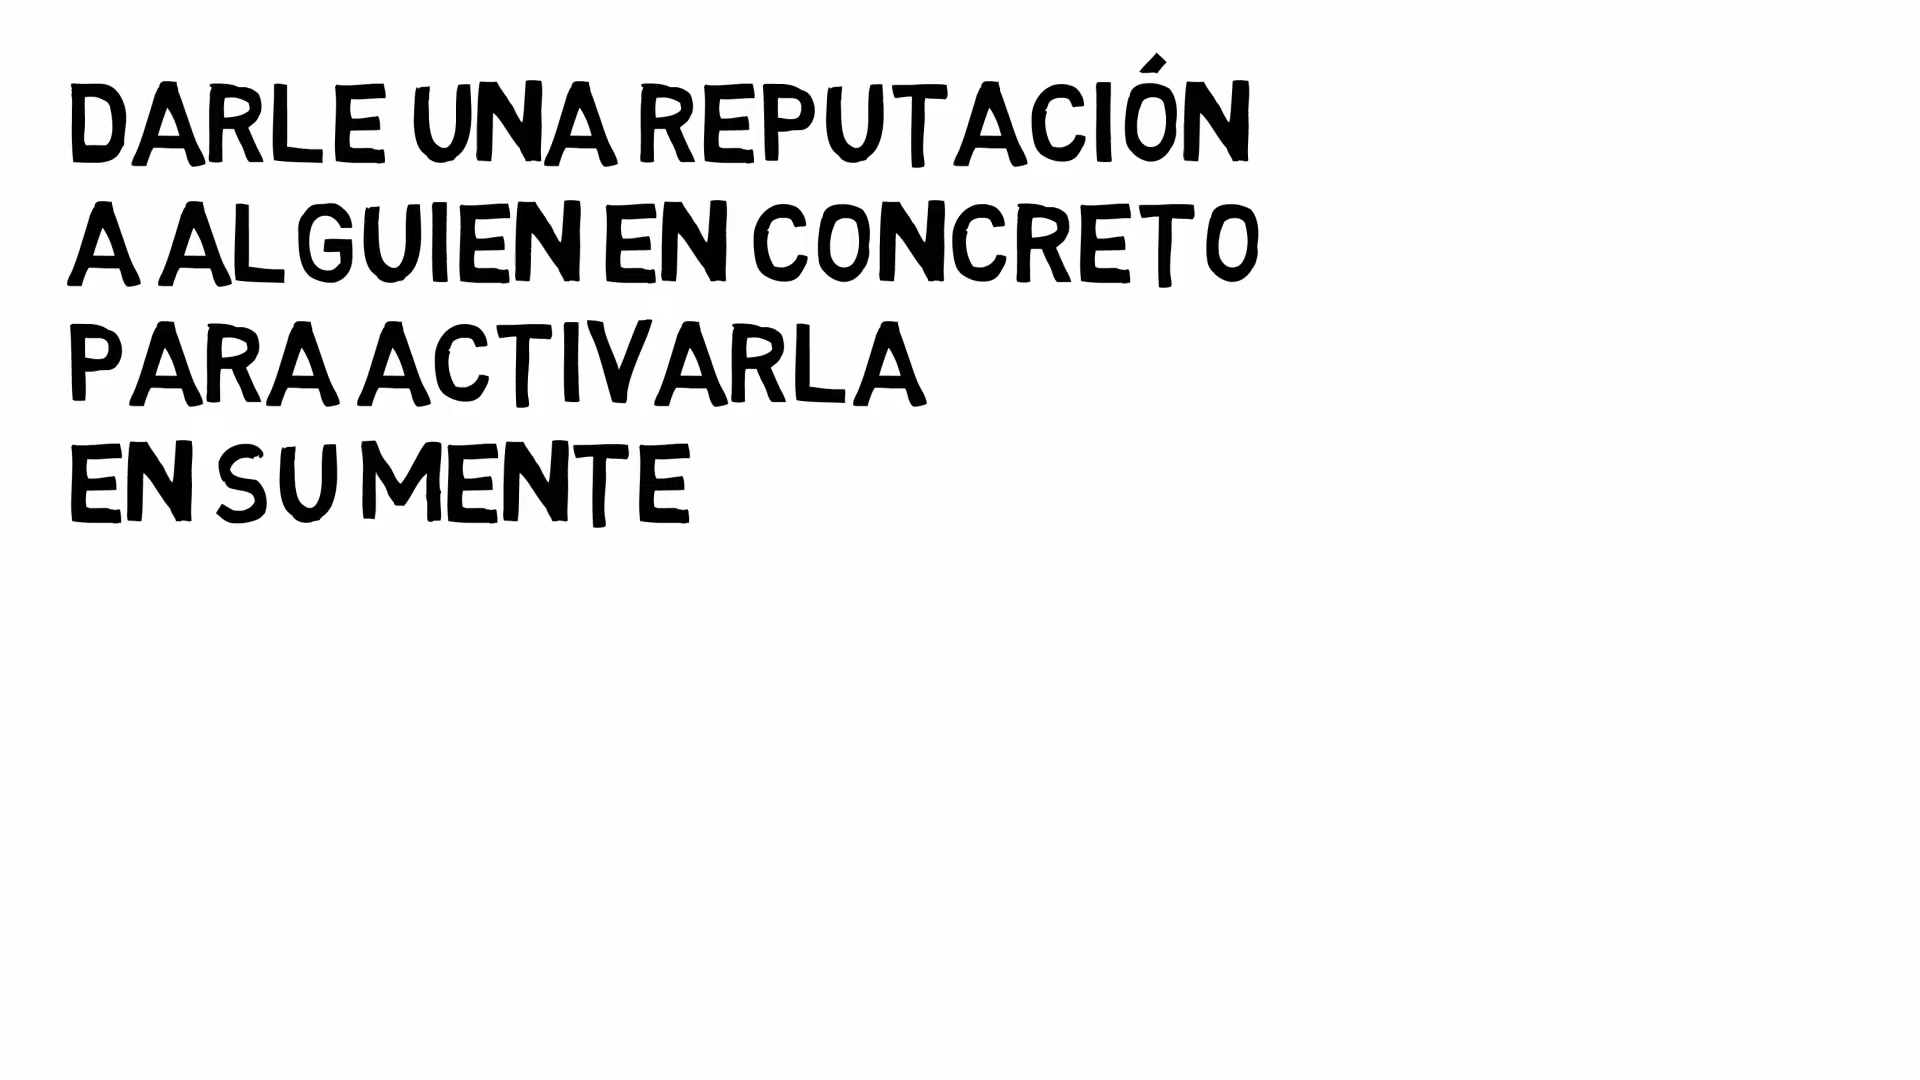 DARLE UNA REPUTACIÓN
A ALGUIEN EN CONCRETO
PARA ACTIVARLA
EN SU MENTE